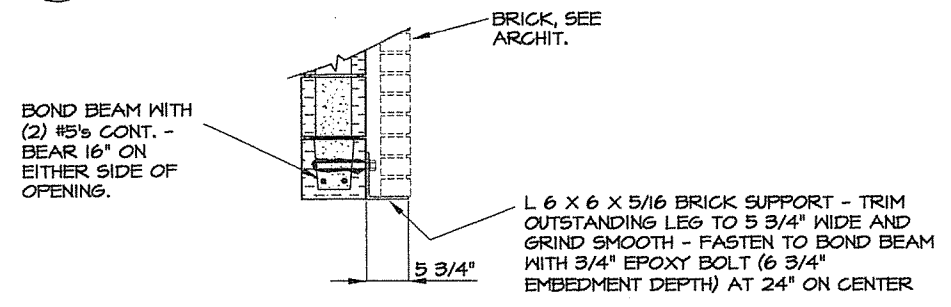 BRICK, SEE
ARCHIT.
BOND BEAM WITH
(2) #5's CONT. -
BEAR 16" ON
EITHER SIDE OF
OPENING.
L 6 X 6 X 5/16 BRICK SUPPORT - TRIM
OUTSTANDING LEG TO 5 3/4" WIDE AND
GRIND SMOOTH - FASTEN TO BOND BEAM
WITH 3/4" EPOXY BOLT (6 3/4"
EMBEDMENT DEPTH) AT 24" ON CENTER
5 3/4"